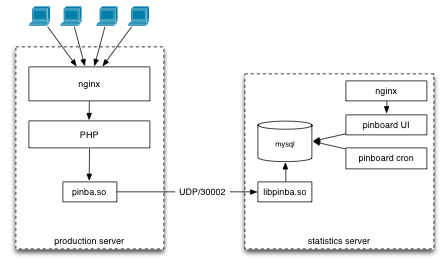 nginx
PHP
pinba.so
production server
UDP/30002
nginx
pinboard UI
mysql
pinboard cron
libpinba.so
statistics server